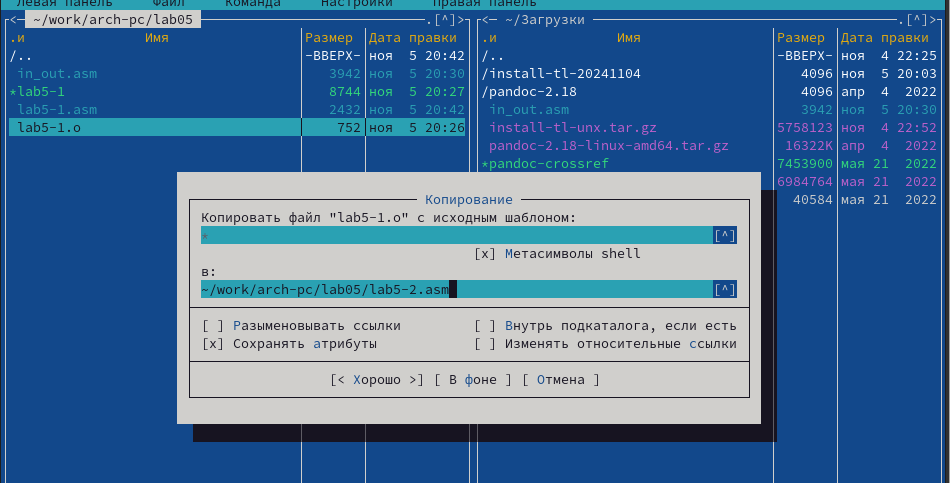 Левая панель Файл Команда Настройки Правая панель
<─ ~/work/arch-pc/lab05 .[^]> <─ ~/Загрузки .[^]>
.и Имя Размер Дата правки .и Имя Размер Дата правки
/.. -ВВЕРХ- ноя 5 20:42 /.. -ВВЕРХ- ноя 4 22:25
in_out.asm 3942 ноя 5 20:30 /install-tl-20241104 4096 ноя 5 20:03
*lab5-1 8744 ноя 5 20:27 /pandoc-2.18 4096 апр 4 2022
lab5-1.asm 2432 ноя 5 20:42 in_out.asm 3942 ноя 5 20:30
lab5-1.o 752 ноя 5 20:26 install-tl-unx.tar.gz 5758123 ноя 4 22:52
pandoc-2.18-linux-amd64.tar.gz 16322K апр 4 2022
*pandoc-crossref 7453900 мая 21 2022
6984764 мая 21 2022
40584 мая 21 2022
Копирование
Копировать файл "lab5-1.o" с исходным шаблоном:
* [^]
[x] Метасимволы shell
в:
~/work/arch-pc/lab05/lab5-2.asm [^]
[ ] Разыменовывать ссылки [ ] Внутрь подкаталога, если есть
[x] Сохранять атрибуты [ ] Изменять относительные ссылки
[< Хорошо >] [ В фоне ] [ Отмена ]